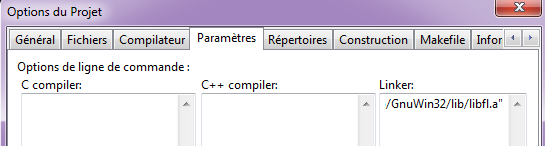 Options du Projet
Général Fichiers Compilateur Paramètres Répertoires Construction Makefile Infor
Options de ligne de commande :
C compiler: C++ compiler: Linker:
/GnuWin32/lib/libfl.a"